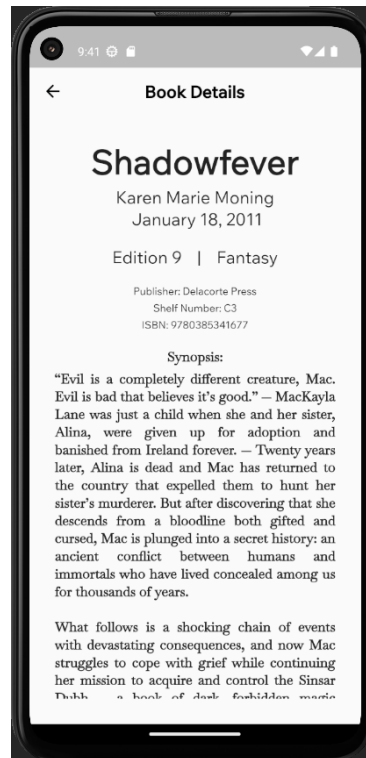 9:41
Book Details
Shadowfever
Karen Marie Moning
January 18, 2011
Edition 9 | Fantasy
Publisher: Delacorte Press
Shelf Number: C3
ISBN: 9780385341677
Synopsis:
“Evil is a completely different creature, Mac.
Evil is bad that believes it’s good.” — MacKayla
Lane was just a child when she and her sister,
Alina, were given up for adoption and
banished from Ireland forever. — Twenty years
later, Alina is dead and Mac has returned to
the country that expelled them to hunt her
sister’s murderer. But after discovering that she
descends from a bloodline both gifted and
cursed, Mac is plunged into a secret history: an
ancient conflict between humans and
immortals who have lived concealed among us
for thousands of years.
What follows is a shocking chain of events
with devastating consequences, and now Mac
struggles to cope with grief while continuing
her mission to acquire and control the Sinsar
Dubh — a book of dark, forbidden magic